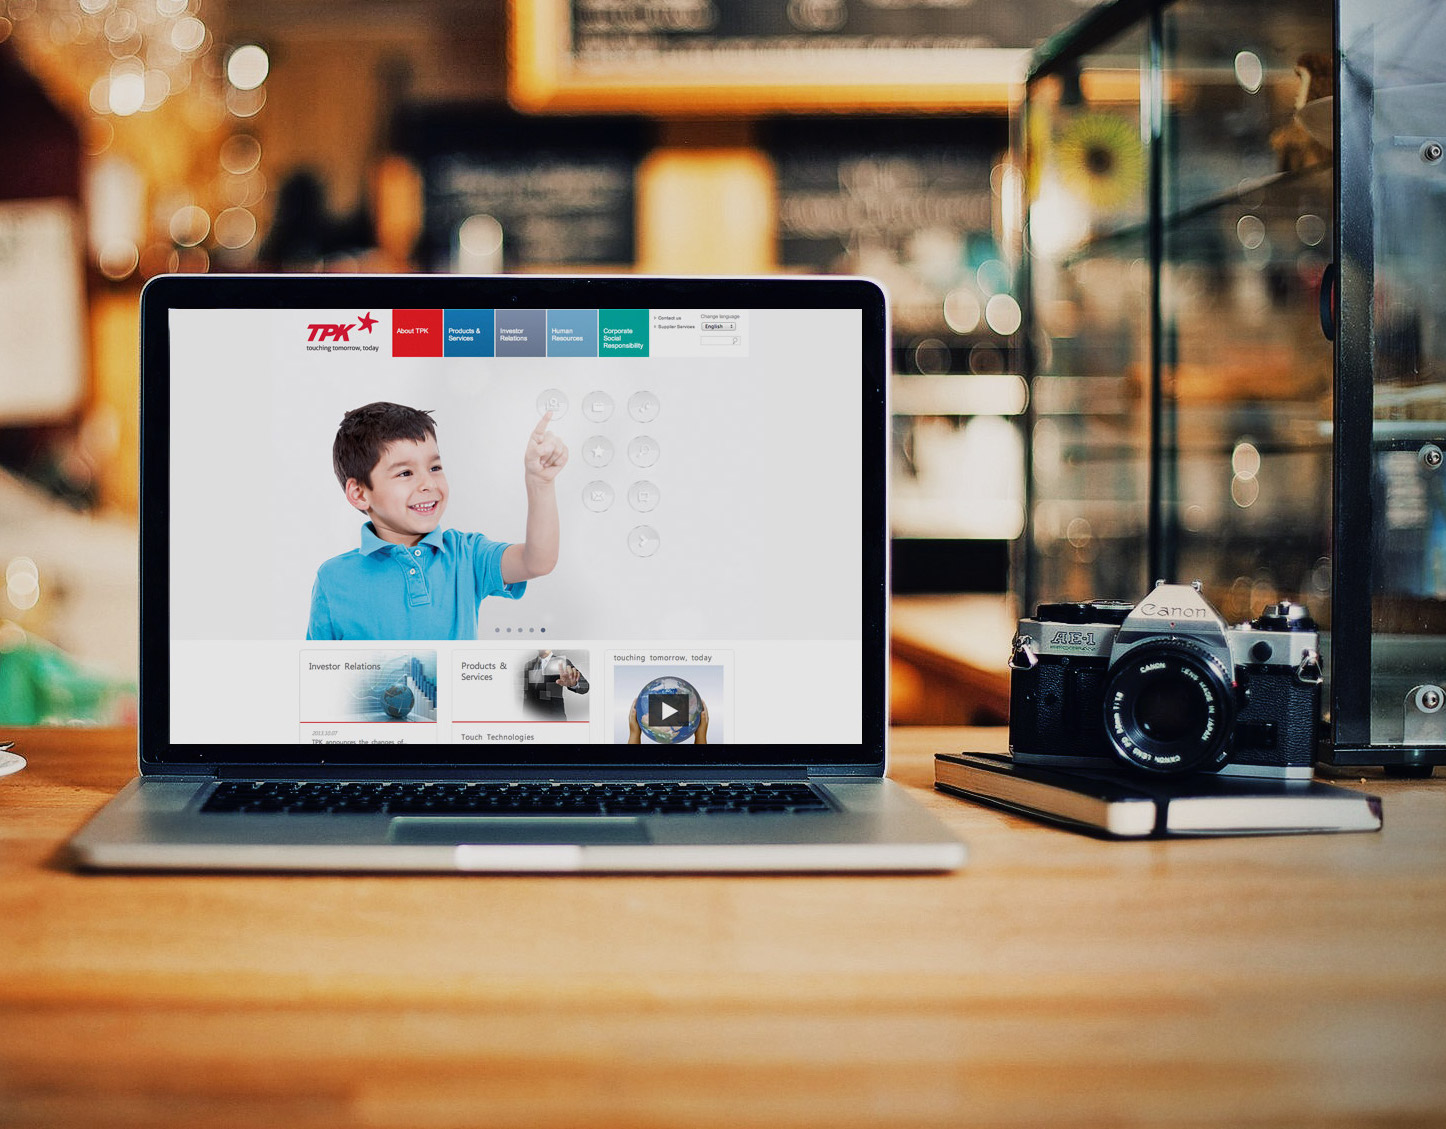 TPK
touching tomorrow, today
About TPK
Products &
Services
Investor
Relations
Human
Resources
Corporate
Social
Responsibility
Contact us
Supplier Services
Change language
English
Investor Relations
2013.10.07
TPK announces the changes of
Products &
Services
Touch Technologies
touching tomorrow, today
Canon
AE-1
CANON LENS MADE IN JAPAN
CANON LENS FD 50mm 1:1.8